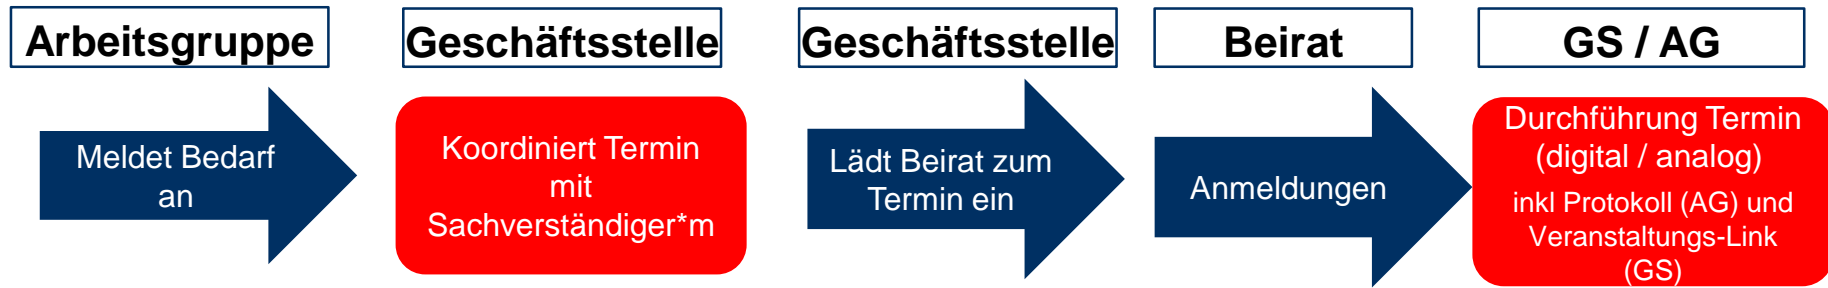 Arbeitsgruppe
Meldet Bedarf
an
Geschäftsstelle
Koordiniert Termin
mit
Sachverständiger*m
Geschäftsstelle
Lädt Beirat zum
Termin ein
Beirat
Anmeldungen
GS / AG
Durchführung Termin
(digital / analog)
inkl Protokoll (AG) und
Veranstaltungs-Link
(GS)